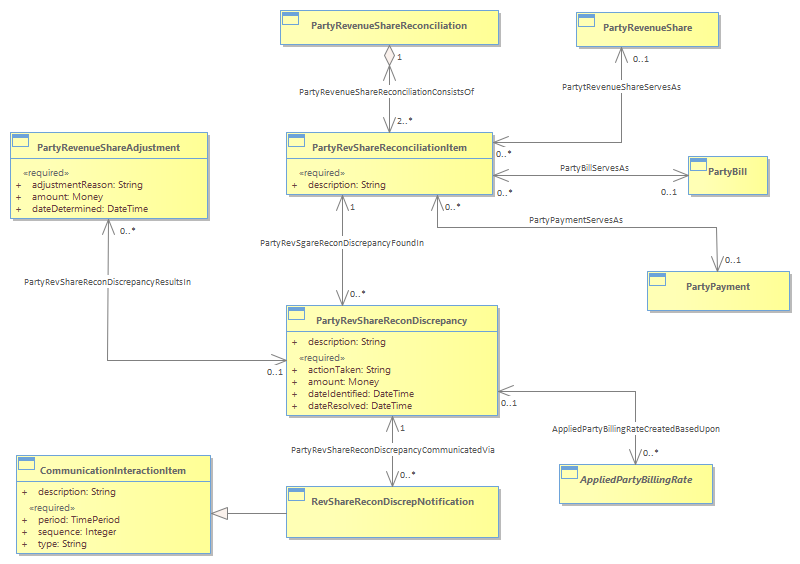 PartyRevenueShareReconciliation
1
PartyRevenueShareReconciliationConsistsOf
2..*
PartyRevenueShare
0..1
PartytRevenueShareServesAs
PartyRevenueShareAdjustment
«required»
+ adjustmentReason: String
+ amount: Money
+ dateDetermined: DateTime
0..*
PartyRevShareReconciliationItem
«required»
+ description: String
0..*
PartyBillServesAs
0..*
0..1
PartyBill
1
0..*
PartyPaymentServesAs
0..1
PartyPayment
PartyRevSgareReconDiscrepancyFoundIn
0..*
PartyRevShareReconDiscrepancyResultsIn
0..1
PartyRevShareReconDiscrepancy
+ description: String
«required»
+ actionTaken: String
+ amount: Money
+ dateIdentified: DateTime
+ dateResolved: DateTime
0..1
AppliedPartyBillingRateCreatedBasedUpon
0..*
AppliedPartyBillingRate
1
PartyRevShareReconDiscrepancyCommunicatedVia
0..*
CommunicationInteractionItem
+ description: String
«required»
+ period: TimePeriod
+ sequence: Integer
+ type: String
RevShareReconDiscrepNotification